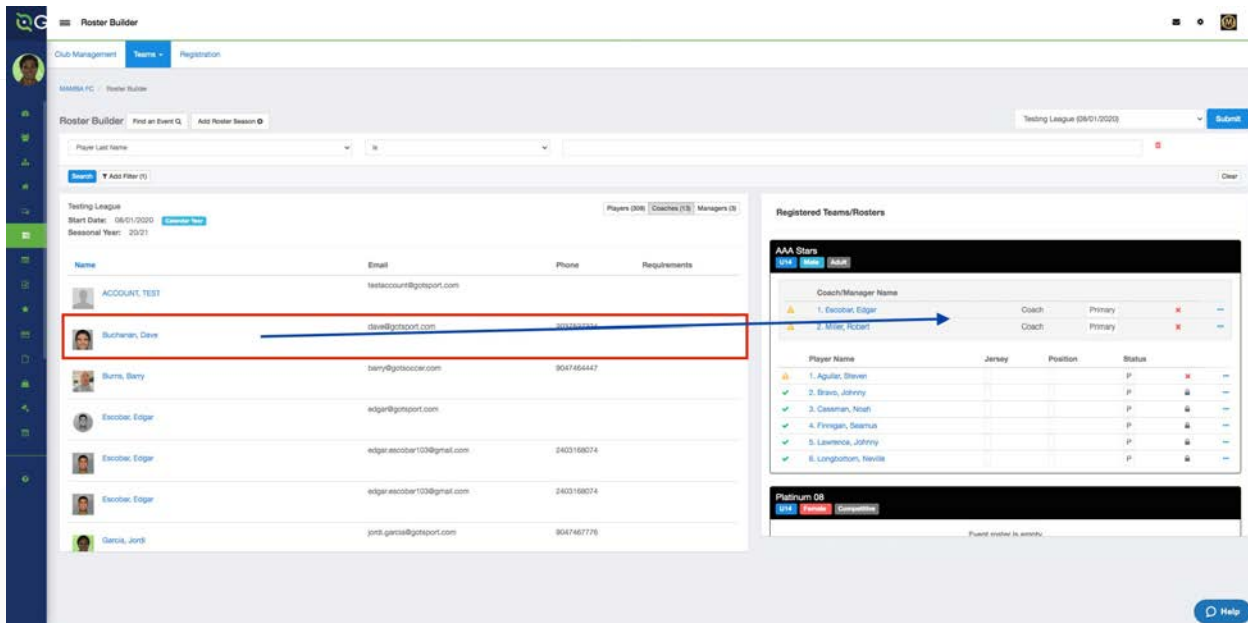 G
Roster Builder
Club Management Teams Registration
MAMBA FC / Roster Builder
Roster Builder Find an Event Add Roster Season
Testing League (08/01/2020) Submit
Player Last Name is
Search Add Filter (1) Clear
Testing League
Start Date: 08/01/2020 Calendar Year
Seasonal Year: 20/21
Players (308) Coaches (13) Managers (3)
Name Email Phone Requirements
ACCOUNT, TEST testaccount@gotsport.com
Buchanan, Dave dave@gotsport.com
Burns, Barry barry@gotsoccer.com 9047464447
Escobar, Edgar edgar@gotsport.com
Escobar, Edgar edgar.escobar103@gmail.com 2403168074
Escobar, Edgar edgar.escobar103@gmail.com 2403168074
Garcia, Jordi jordi.garcia@gotsport.com 9047467776
Registered Teams/Rosters
AAA Stars
U14 Male Adult
Coach/Manager Name
1. Escobar, Edgar Coach Primary
2. Miller, Robert Coach Primary
Player Name Jersey Position Status
1. Aguilar, Steven P
2. Bravo, Johnny P
3. Cassman, Noah P
4. Finnigan, Seamus P
5. Lawrence, Johnny P
6. Longbottom, Neville P
Platinum 08
U14 Female Competitive
Event roster is empty
Help